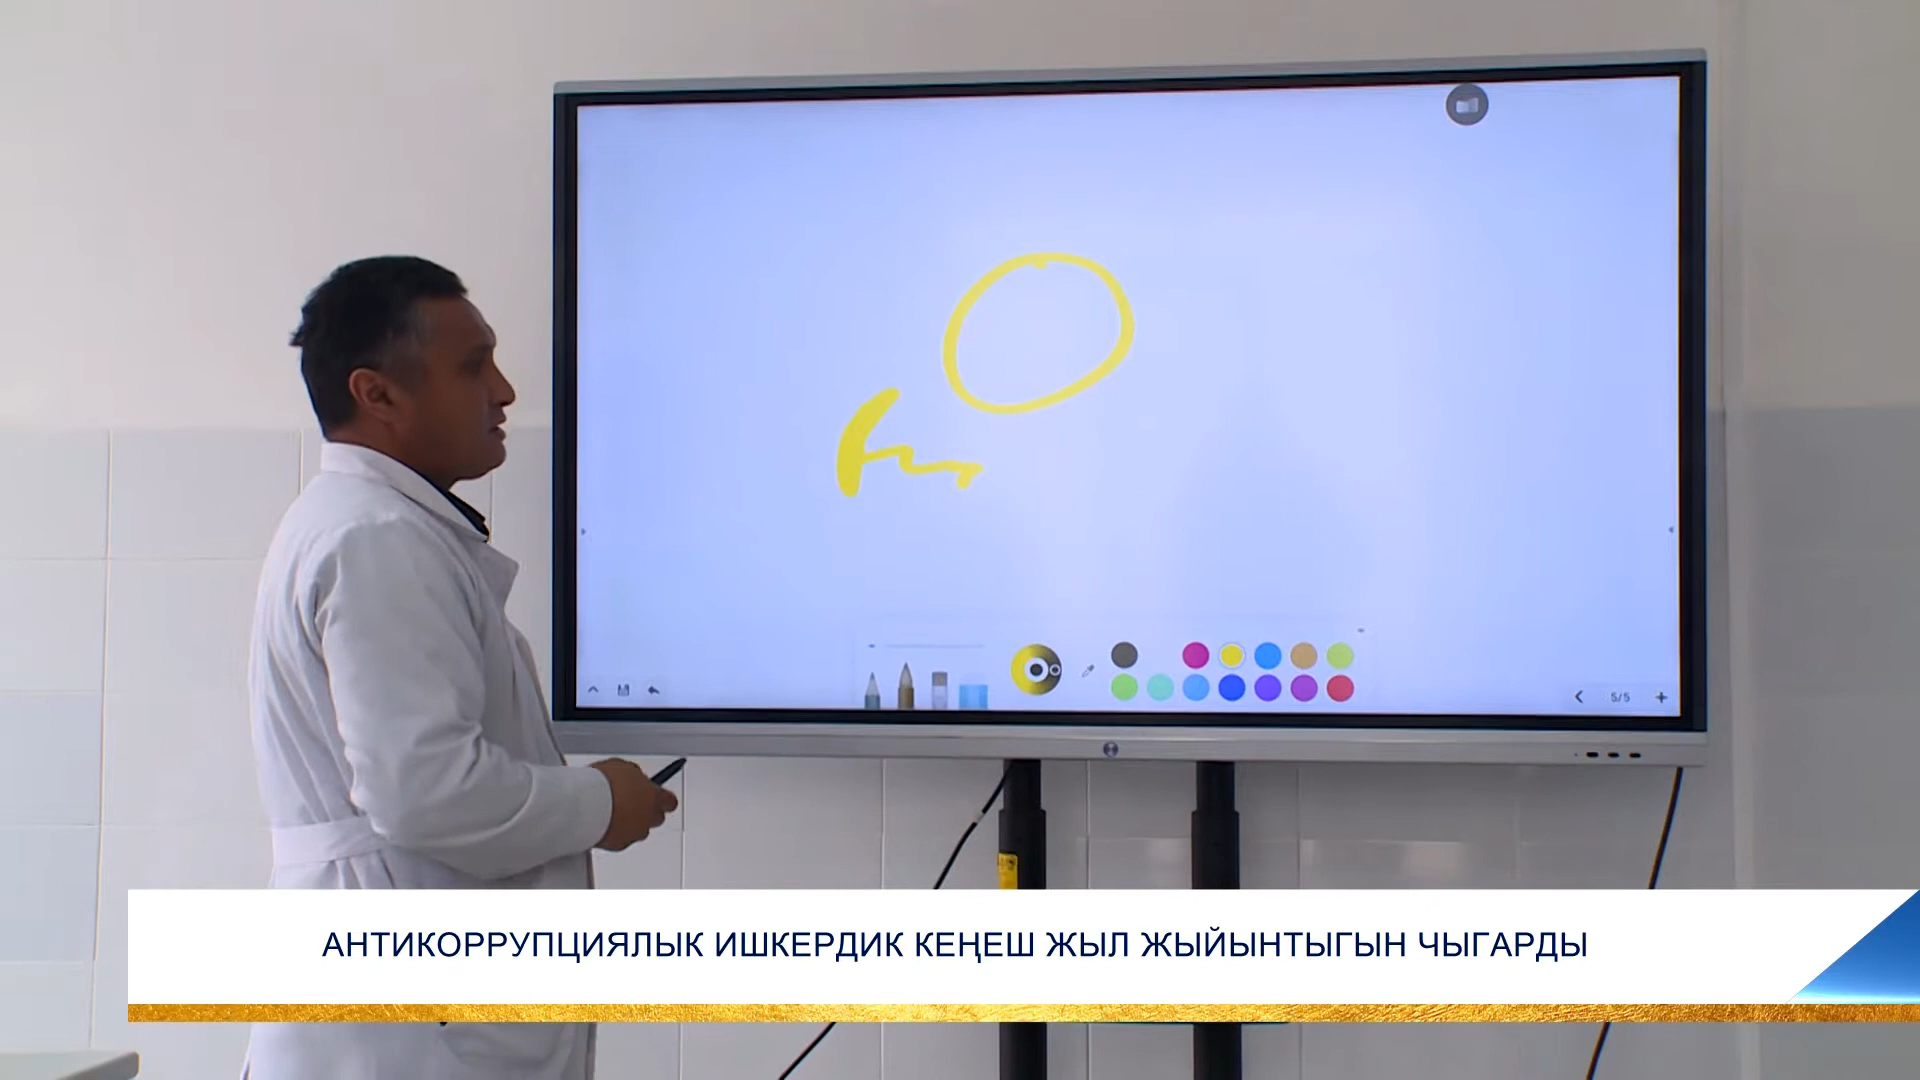 5/5
АНТИКОРРУПЦИЯЛЫК ИШКЕРДИК КЕҢЕШ ЖЫЛ ЖЫЙЫНТЫГЫН ЧЫГАРДЫ